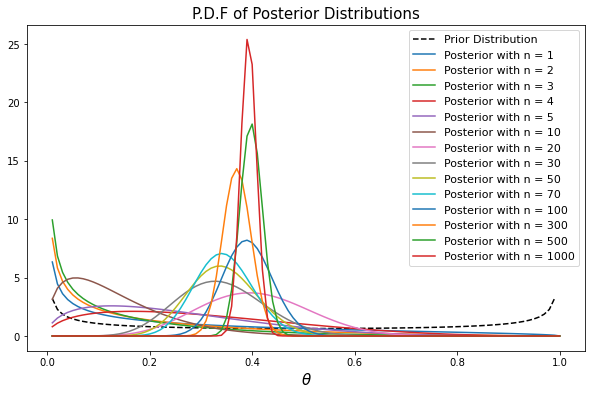 P.D.F of Posterior Distributions
25
20
15
10
5
0
0.0 0.2 0.4 0.6 0.8 1.0
θ
Prior Distribution
Posterior with n = 1
Posterior with n = 2
Posterior with n = 3
Posterior with n = 4
Posterior with n = 5
Posterior with n = 10
Posterior with n = 20
Posterior with n = 30
Posterior with n = 50
Posterior with n = 70
Posterior with n = 100
Posterior with n = 300
Posterior with n = 500
Posterior with n = 1000